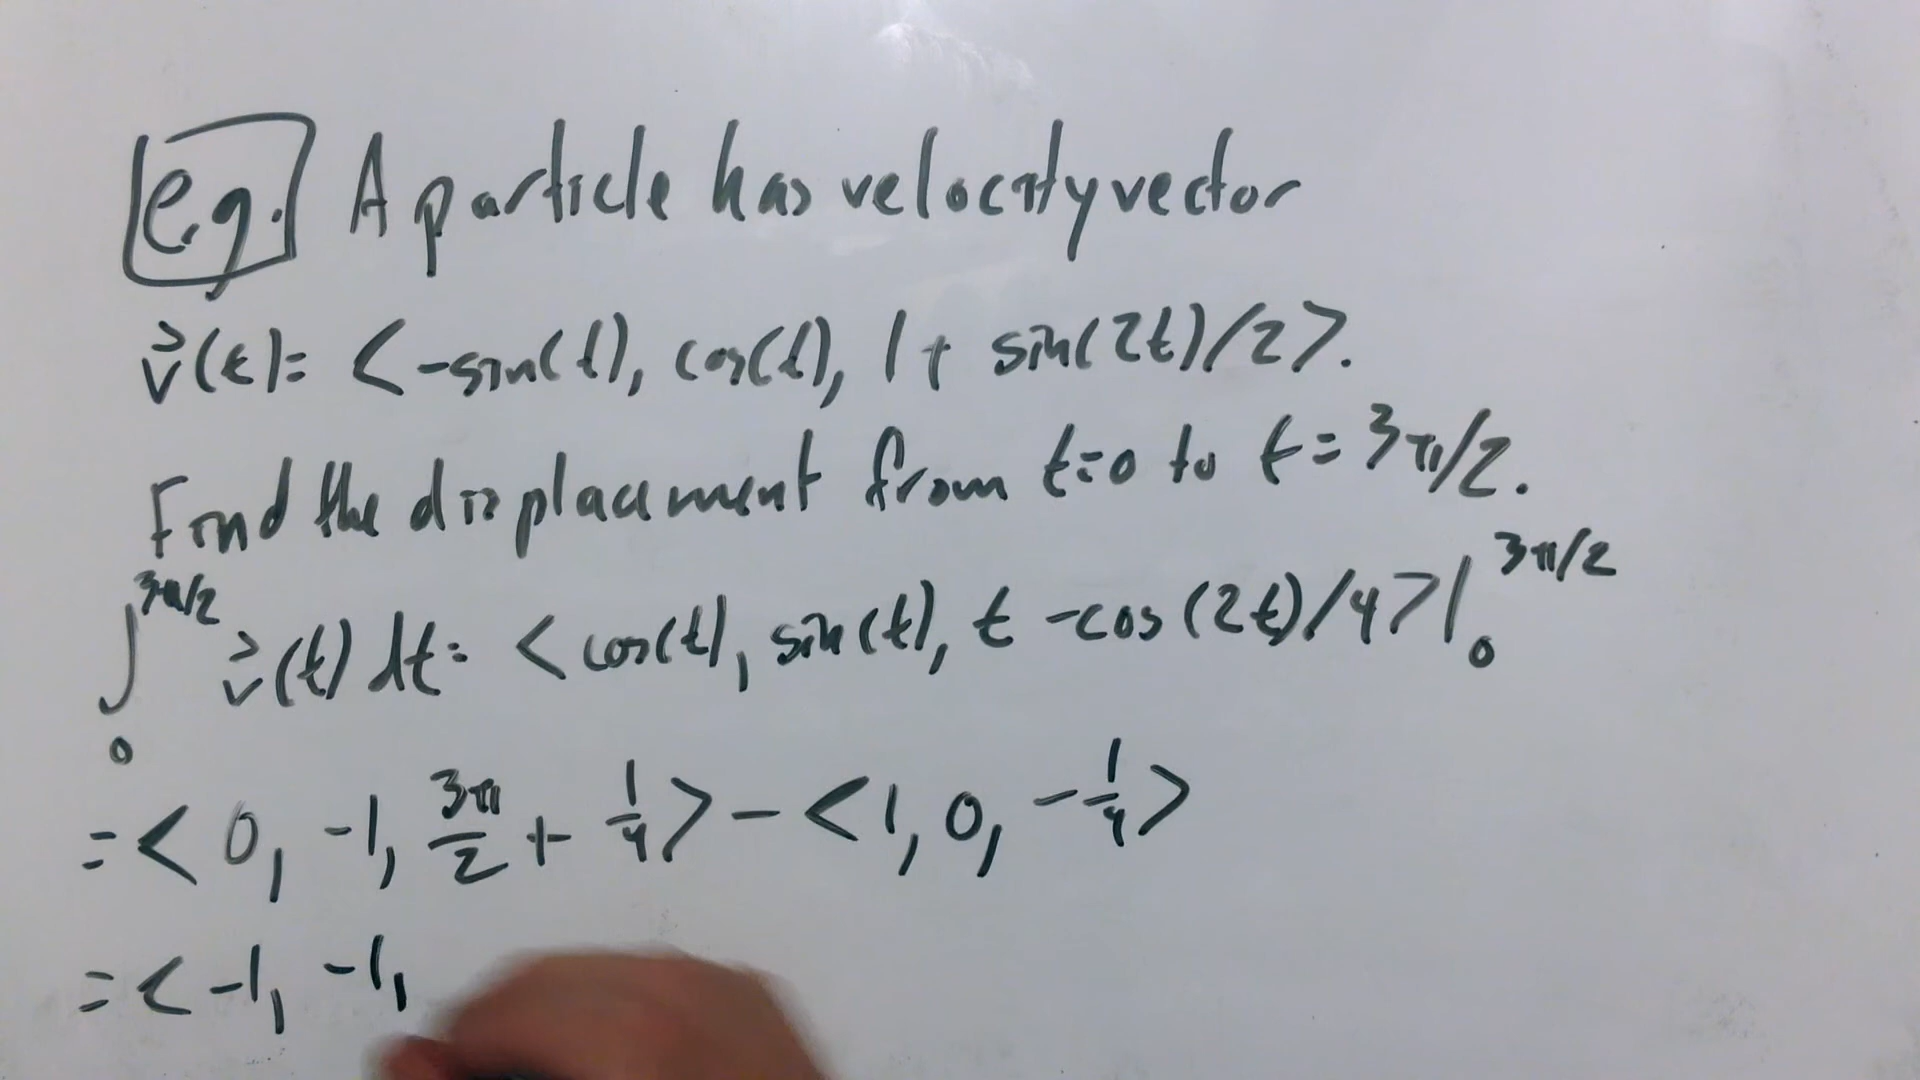 e.g. A particle has velocity vector
v⃗(t)= <-sin(t), cos(t), 1+ sin(2t)/2>.
Find the displacement from t=0 to t=3π/2.
∫₀^{3π/2} v⃗(t) dt= <cos(t), sin(t), t -cos(2t)/4>|₀^{3π/2}
=< 0, -1, 3π/2 + 1/4> - <1, 0, -1/4>
=< -1, -1,